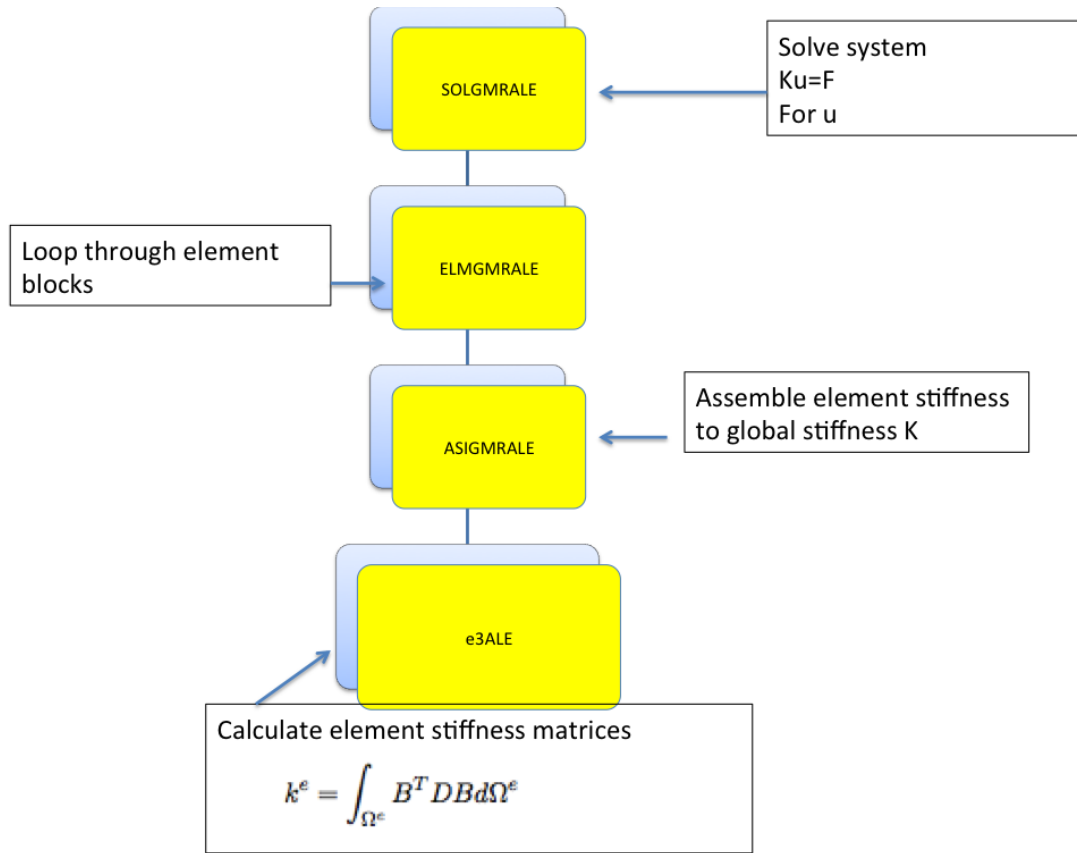 SOLGMRALE
Solve system
Ku=F
For u
Loop through element
blocks
ELMGMRALE
ASIGMRALE
Assemble element stiffness
to global stiffness K
e3ALE
Calculate element stiffness matrices
k^e = ∫_{Ω^e} B^T DBdΩ^e